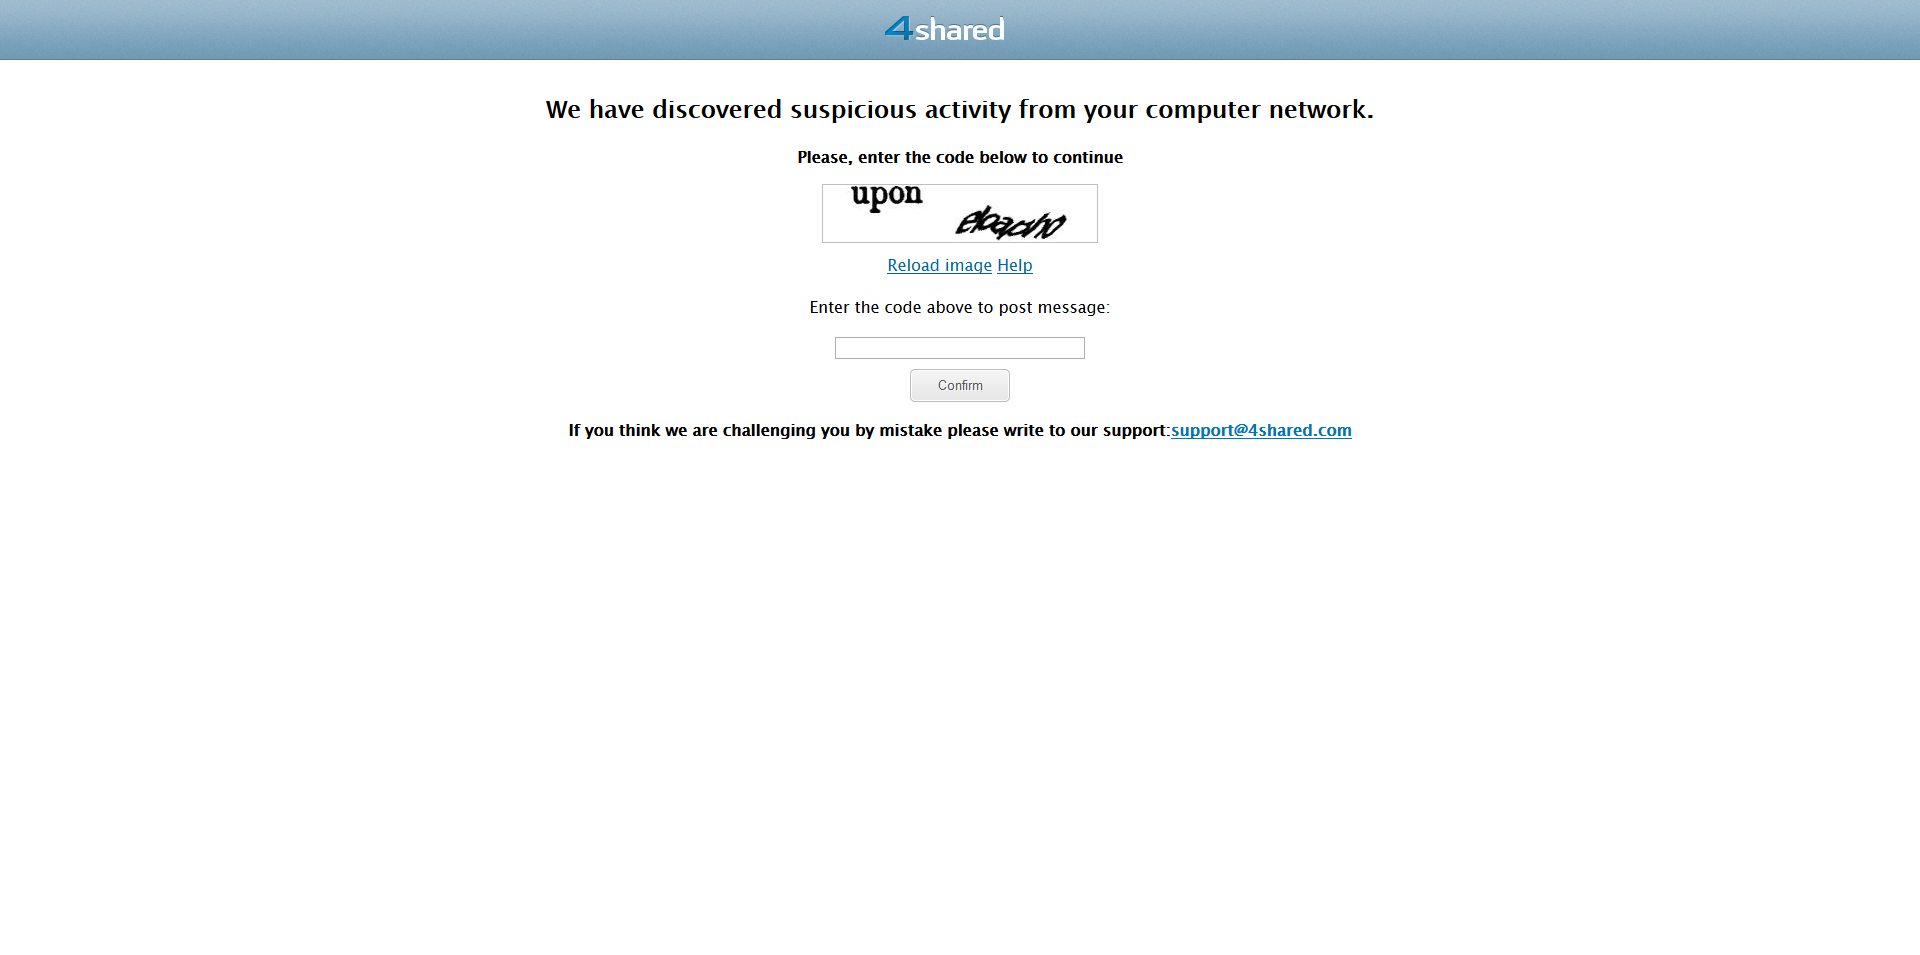 4shared
We have discovered suspicious activity from your computer network.
Please, enter the code below to continue
upon
Reload image Help
Enter the code above to post message:
Confirm
If you think we are challenging you by mistake please write to our support:support@4shared.com